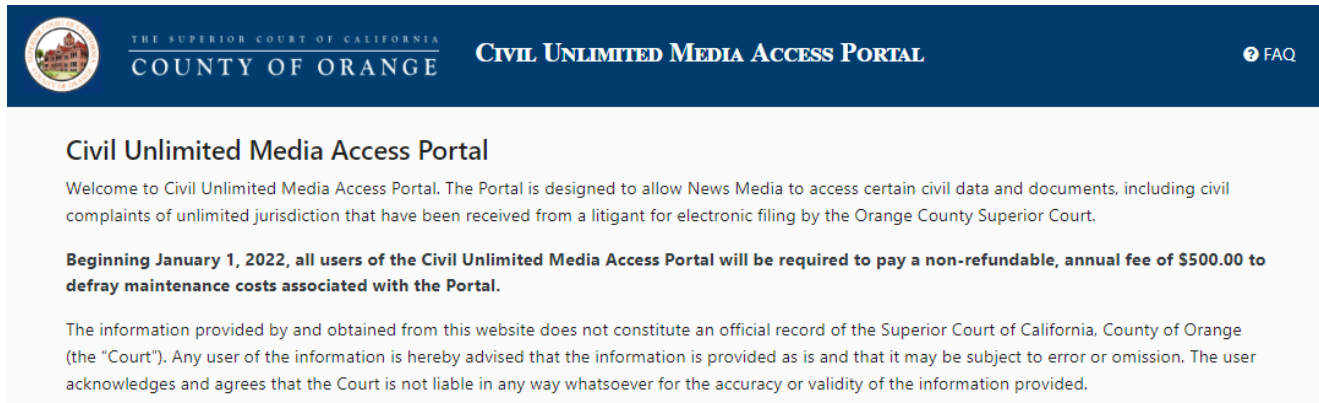 THE SUPERIOR COURT OF CALIFORNIA
COUNTY OF ORANGE
CIVIL UNLIMITED MEDIA ACCESS PORTAL
FAQ
Civil Unlimited Media Access Portal
Welcome to Civil Unlimited Media Access Portal. The Portal is designed to allow News Media to access certain civil data and documents, including civil
complaints of unlimited jurisdiction that have been received from a litigant for electronic filing by the Orange County Superior Court.
Beginning January 1, 2022, all users of the Civil Unlimited Media Access Portal will be required to pay a non-refundable, annual fee of $500.00 to
defray maintenance costs associated with the Portal.
The information provided by and obtained from this website does not constitute an official record of the Superior Court of California, County of Orange
(the “Court”). Any user of the information is hereby advised that the information is provided as is and that it may be subject to error or omission. The user
acknowledges and agrees that the Court is not liable in any way whatsoever for the accuracy or validity of the information provided.